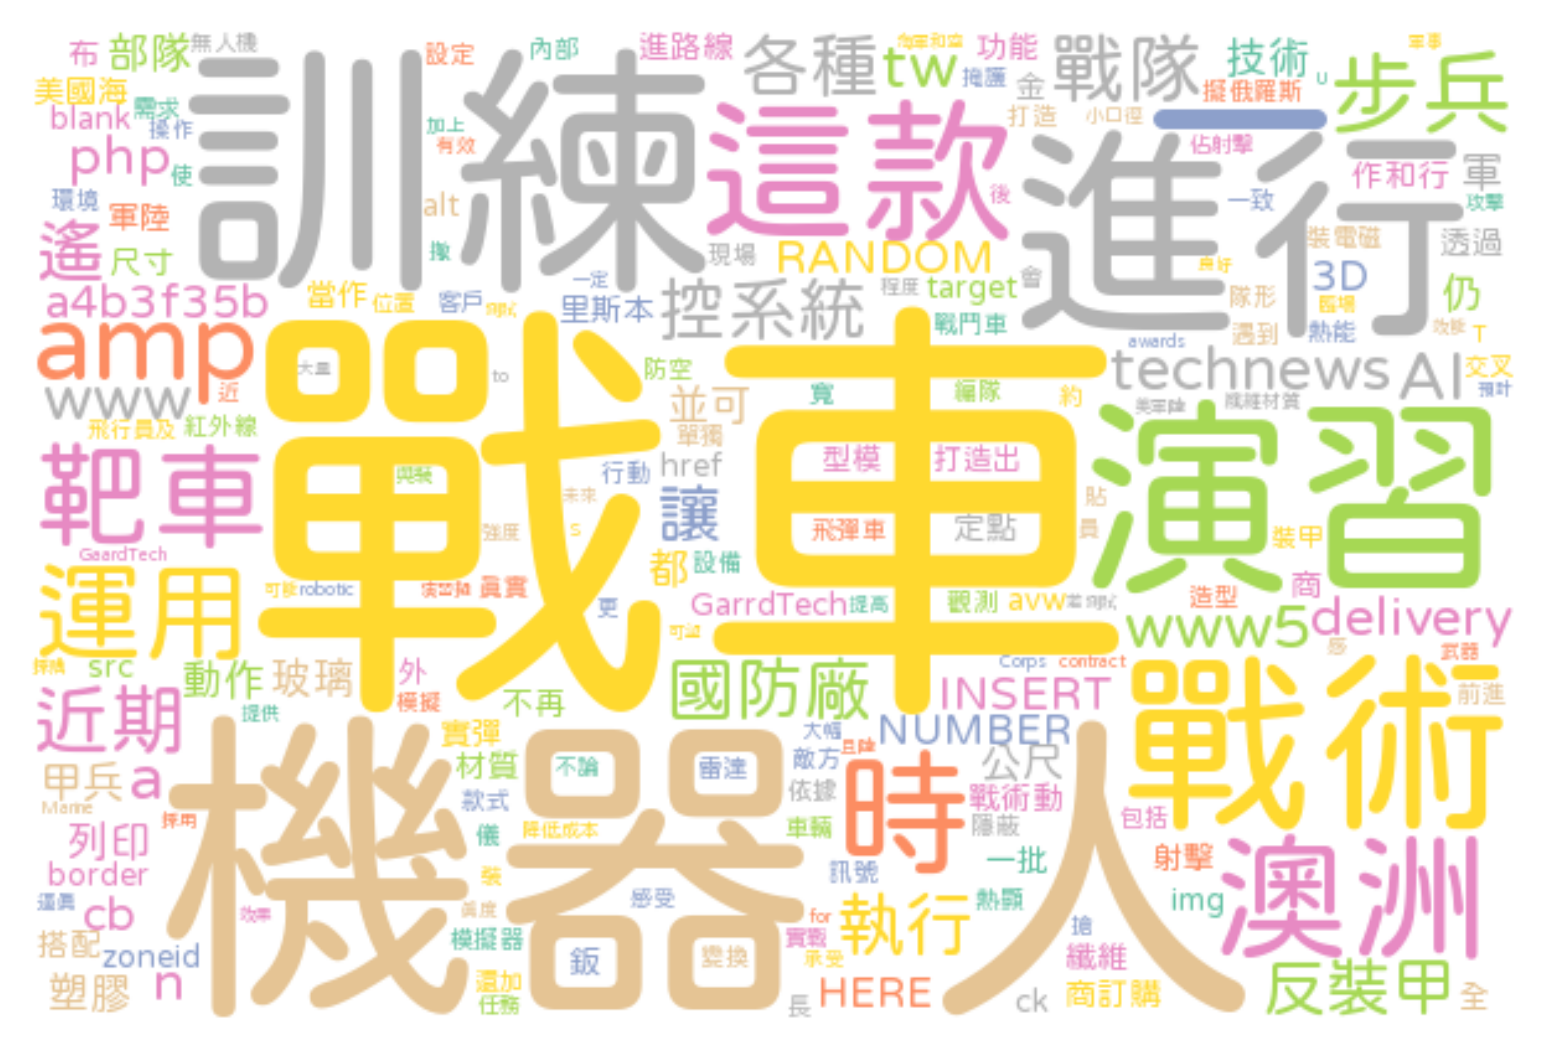 布
部隊
無人機
設定
內部
進路線
各種
tw
掩護
功能
戰隊
技術
u
步兵
美國海
需求
blank
操作
php
使
訓練
加上
有效
這款
金
打造
小口徑
擬俄羅斯
一
佔射擊
進行
作和行
軍
攻擊
環境
軍陸
alt
後
一致
遙
尺寸
現場
RANDOM
會
裝電磁
透過
a4b3f35b
當作
位置
客戶
一定
里斯本
控系統
程度
target
隊形
3D
仍
amp
戰車
戰鬥車
遇到
熱能
T
awards
www
近
大量
to
防空
technews
AI
交叉
預計
飛行員及
紅外線
並可
寬
編隊
約
纖維材質
演習
單獨
靶車
行動
href
型模
打造出
未來
讓
貼
GaardTech
強度
s
飛彈車
定點
員
裝甲
運用
都
設備
商
可能
robotic
真實
更
GarrdTech
提高
觀測
avw
造型
www5
delivery
src
動作
玻璃
外
國防廠
Corps
contract
武器
近期
模擬
不再
INSERT
戰術
前進
提供
機器人
實彈
大幅
NUMBER
甲兵
a
材質
不論
雷達
敵方
時
公尺
Marine
款式
依據
戰術動
採用
列印
儀
降低成本
車輛
隱蔽
包括
border
裝
訊號
一批
射擊
澳洲
cb
效果
感受
for
執行
熱顯
img
搭配
zoneid
模擬器
實戰
承受
搶
纖維
塑膠
n
還加
任務
鈑
變換
長
HERE
ck
商訂購
反裝甲
全